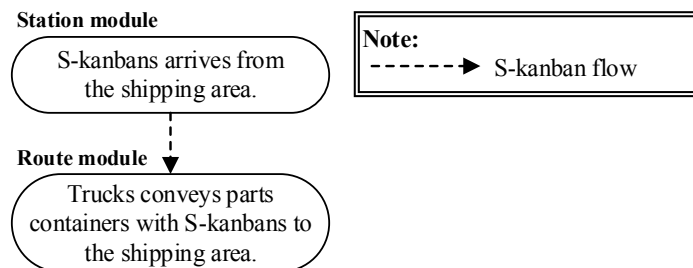 Station module
S-kanbans arrives from
the shipping area.
Note:
S-kanban flow
Route module
Trucks conveys parts
containers with S-kanbans to
the shipping area.